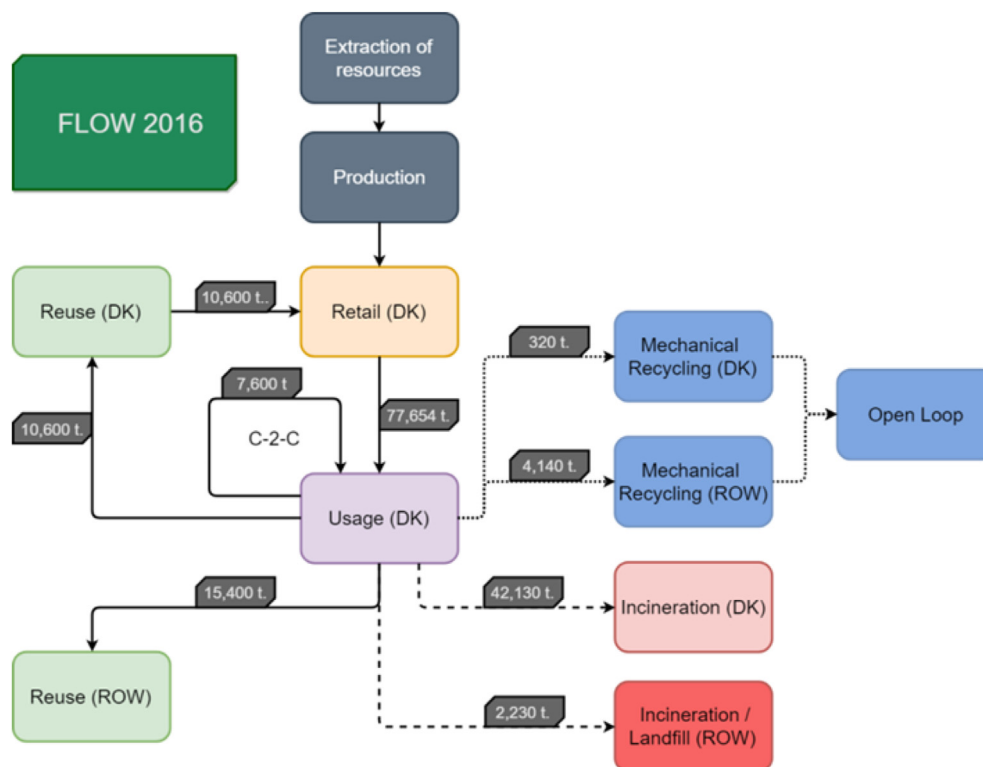 Extraction of
resources
FLOW 2016
Production
Reuse (DK)
10,600 t..
Retail (DK)
320 t.
Mechanical
Recycling (DK)
7,600 t
77,654 t.
Open Loop
10,600 t.
C-2-C
4,140 t.
Mechanical
Recycling (ROW)
Usage (DK)
15,400 t.
42,130 t.
Incineration (DK)
Reuse (ROW)
2,230 t.
Incineration /
Landfill (ROW)